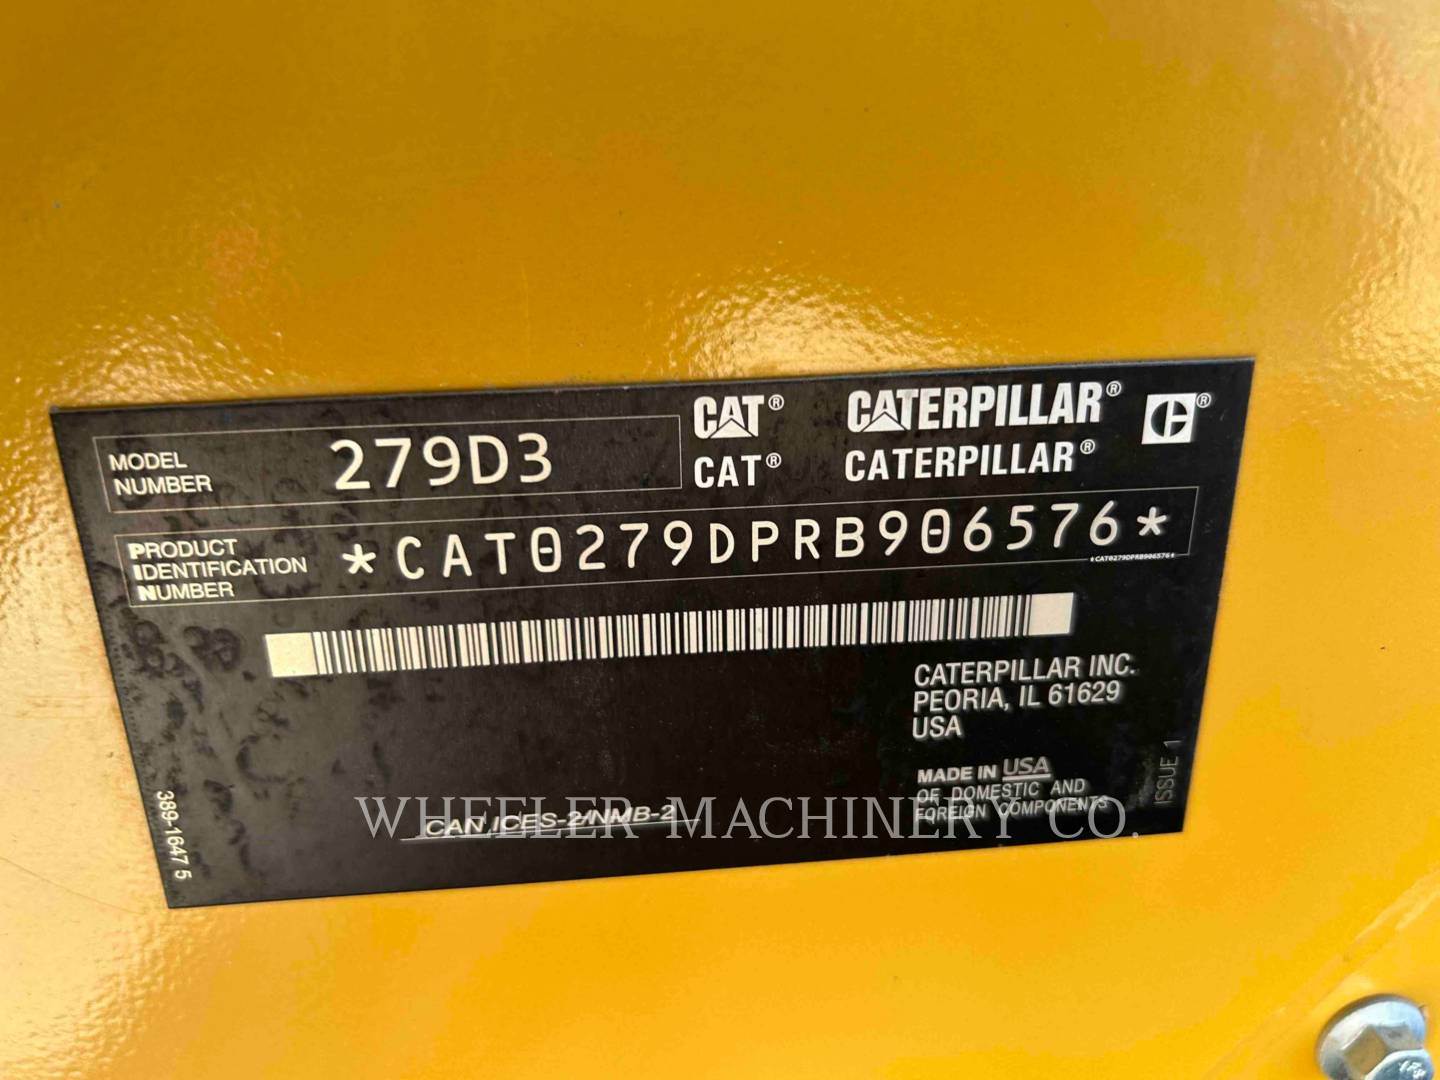 CAT® CATERPILLAR® ®
MODEL NUMBER 279D3
CAT® CATERPILLAR®
PRODUCT
IDENTIFICATION
NUMBER
*CAT0279DPRB906576*
*CAT0279DPRB906576*
CATERPILLAR INC.
PEORIA, IL 61629
USA
MADE IN USA
OF DOMESTIC AND
FOREIGN COMPONENTS
CAN ICES-2/NMB-2
ISSUE 1
389-1647 5
WHEELER MACHINERY CO.